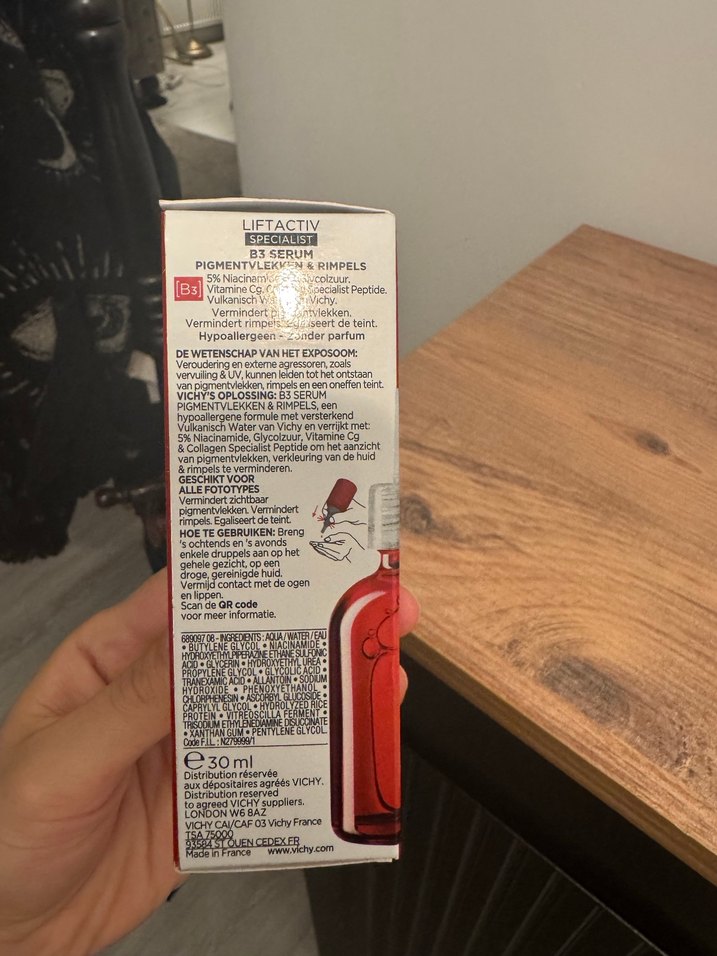 LIFTACTIV
SPECIALIST
B3 SERUM
PIGMENTVLEKKEN & RIMPELS
[B3]
5% Niacinam
Vitamine Cg. Specialist Peptide.
Vulkanisch Vichy.
Vermindert
Vermindert rimpels. Egaliseert de teint.
Hypoallergeen - Zonder parfum
DE WETENSCHAP VAN HET EXPOSOOM:
Veroudering en externe agressoren, zoals
vervuiling & UV, kunnen leiden tot het ontstaan
van pigmentvlekken, rimpels en een oneffen teint.
VICHY'S OPLOSSING: B3 SERUM
PIGMENTVLEKKEN & RIMPELS, een
hypoallergene formule met versterkend
Vulkanisch Water van Vichy en verrijkt met:
5% Niacinamide, Glycolzuur, Vitamine Cg
& Collagen Specialist Peptide om het aanzicht
van pigmentvlekken, verkleuring van de huid
& rimpels te verminderen.
GESCHIKT VOOR
ALLE FOTOTYPES
Vermindert zichtbaar
pigmentvlekken. Vermindert
rimpels. Egaliseert de teint.
HOE TE GEBRUIKEN: Breng
's ochtends en 's avonds
enkele druppels aan op het
gehele gezicht, op een
droge, gereinigde huid.
Vermijd contact met de ogen
en lippen.
Scan de QR code
voor meer informatie.
689097 08 - INGREDIENTS : AQUA / WATER / EAU
• BUTYLENE GLYCOL • NIACINAMIDE •
HYDROXYETHYLPIPERAZINE ETHANE SULFONIC
ACID • GLYCERIN • HYDROXYETHYL UREA •
PROPYLENE GLYCOL • GLYCOLIC ACID •
TRANEXAMIC ACID • ALLANTOIN • SODIUM
HYDROXIDE • PHENOXYETHANOL •
CHLORPHENESIN • ASCORBYL GLUCOSIDE •
CAPRYLYL GLYCOL • HYDROLYZED RICE
PROTEIN • VITREOSCILLA FERMENT •
TRISODIUM ETHYLENEDIAMINE DISUCCINATE
• XANTHAN GUM • PENTYLENE GLYCOL.
Code F.I.L. : N279999/1
e 30 ml
Distribution réservée
aux dépositaires agréés VICHY.
Distribution reserved
to agreed VICHY suppliers.
LONDON W6 8AZ
VICHY CAI/CAF 03 Vichy France
TSA 75000
93584 ST OUEN CEDEX FR
Made in France www.vichy.com